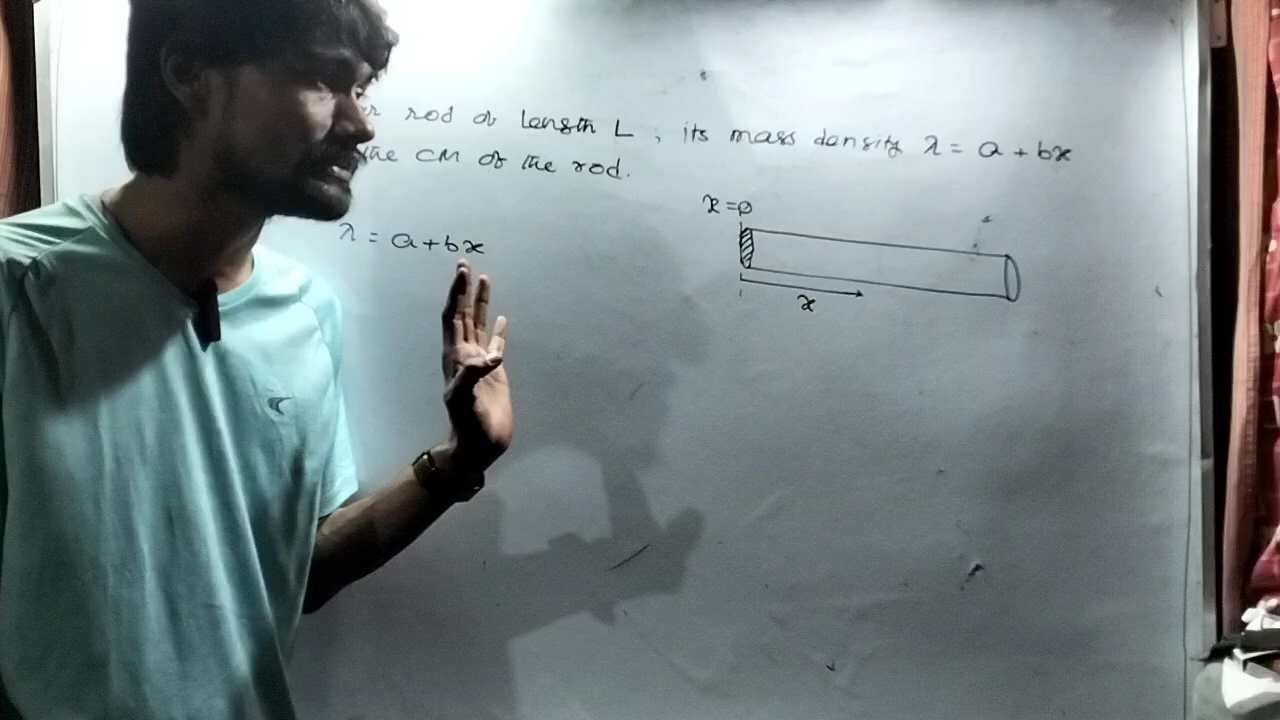 rod of length L, its mass density λ = a + bx
the CM of the rod.
x = 0
λ = a + bx
x